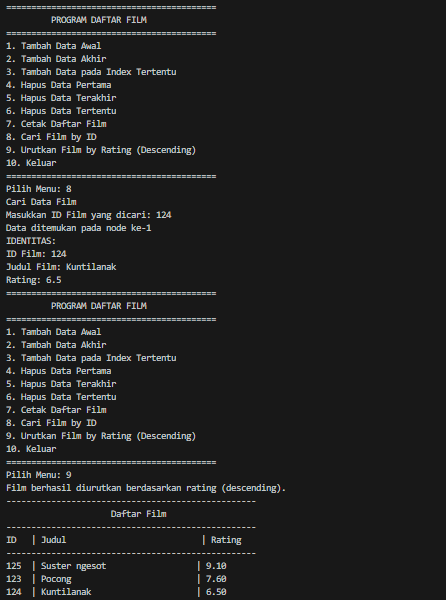 ==========================================
PROGRAM DAFTAR FILM
==========================================
1. Tambah Data Awal
2. Tambah Data Akhir
3. Tambah Data pada Index Tertentu
4. Hapus Data Pertama
5. Hapus Data Terakhir
6. Hapus Data Tertentu
7. Cetak Daftar Film
8. Cari Film by ID
9. Urutkan Film by Rating (Descending)
10. Keluar
==========================================
Pilih Menu: 8
Cari Data Film
Masukkan ID Film yang dicari: 124
Data ditemukan pada node ke-1
IDENTITAS:
ID Film: 124
Judul Film: Kuntilanak
Rating: 6.5
==========================================
PROGRAM DAFTAR FILM
==========================================
1. Tambah Data Awal
2. Tambah Data Akhir
3. Tambah Data pada Index Tertentu
4. Hapus Data Pertama
5. Hapus Data Terakhir
6. Hapus Data Tertentu
7. Cetak Daftar Film
8. Cari Film by ID
9. Urutkan Film by Rating (Descending)
10. Keluar
==========================================
Pilih Menu: 9
Film berhasil diurutkan berdasarkan rating (descending).
--------------------------------------------------
Daftar Film
--------------------------------------------------
ID | Judul | Rating
--------------------------------------------------
125 | Suster ngesot | 9.10
123 | Pocong | 7.60
124 | Kuntilanak | 6.50